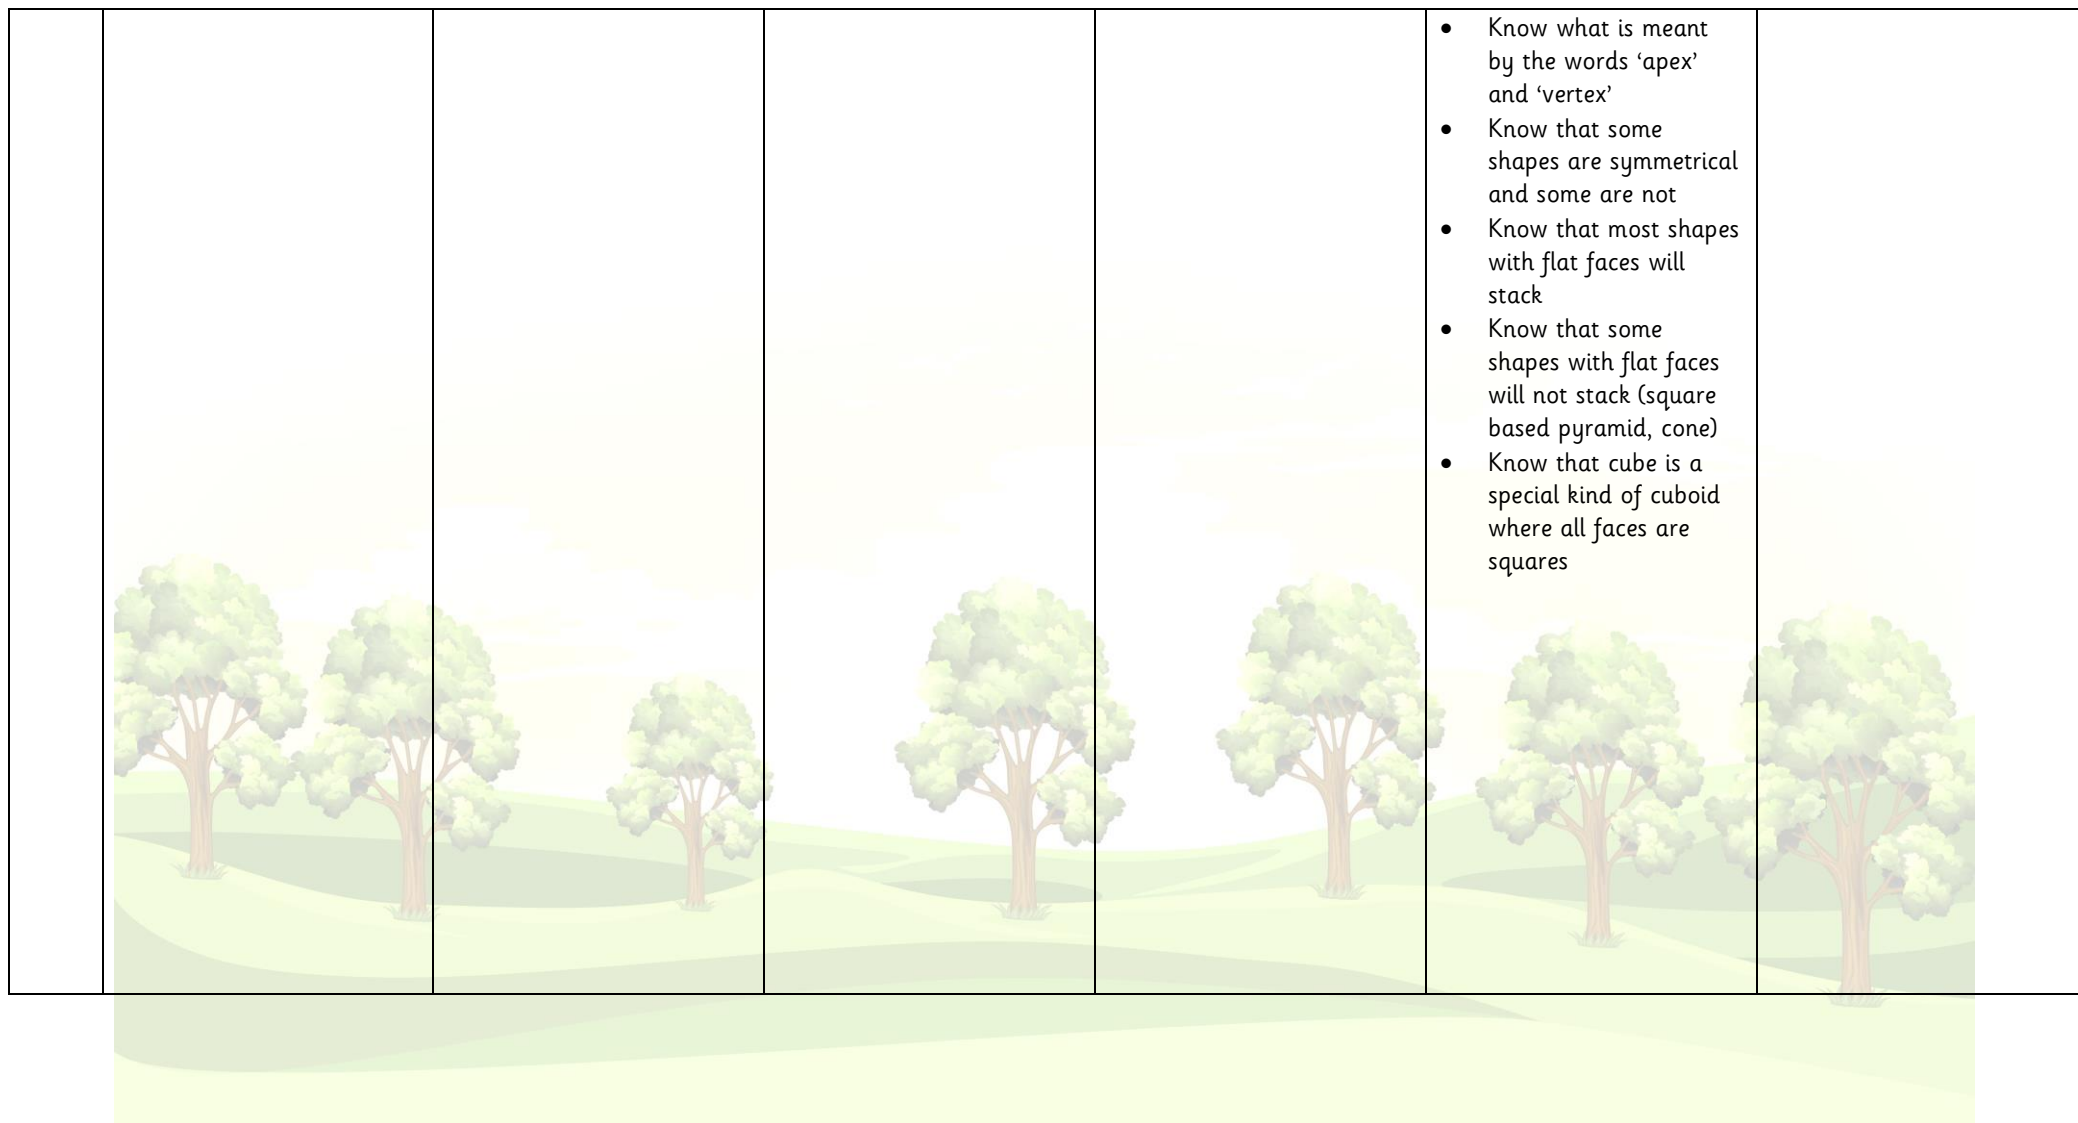 • Know what is meant
by the words ‘apex’
and ‘vertex’
• Know that some
shapes are symmetrical
and some are not
• Know that most shapes
with flat faces will
stack
• Know that some
shapes with flat faces
will not stack (square
based pyramid, cone)
• Know that cube is a
special kind of cuboid
where all faces are
squares